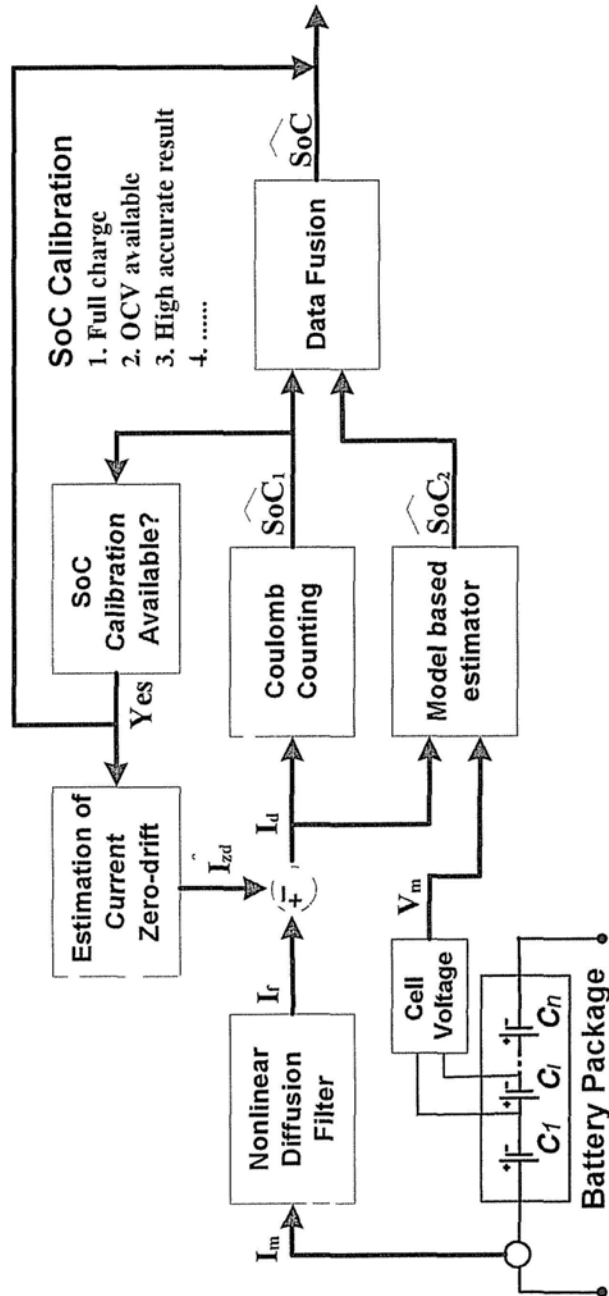 SoC Calibration
1. Full charge
2. OCV available
3. High accurate result
4. ......
Estimation of
Current
Zero-drift
Yes
SoC
Calibration
Available?
Îzd
SoC₁
SoC
Im
Nonlinear
Diffusion
Filter
If
+
-
Id
Coulomb
Counting
Data Fusion
Cell
Voltage
Vm
Model based
estimator
SoC₂
+ -
+ -
+ -
C1
Ci
Cn
Battery Package